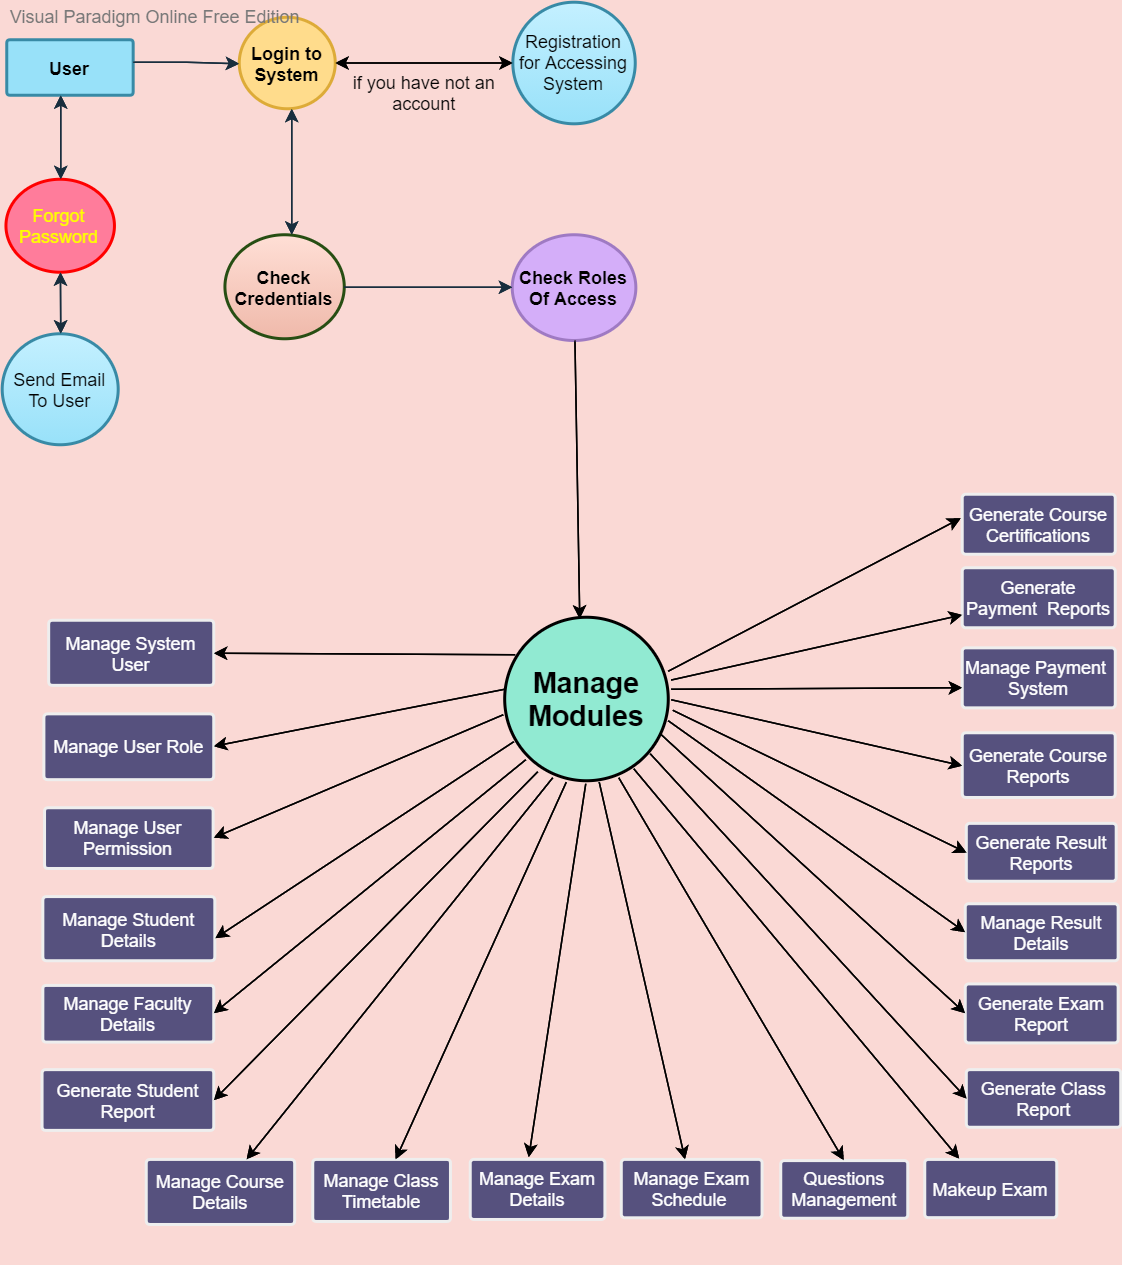 Visual Paradigm Online Free Edition
User
Login to
System
if you have not an
account
Registration
for Accessing
System
Forgot
Password
Send Email
To User
Check
Credentials
Check Roles
Of Access
Manage
Modules
Manage System
User
Manage User Role
Manage User
Permission
Manage Student
Details
Manage Faculty
Details
Generate Student
Report
Manage Course
Details
Manage Class
Timetable
Manage Exam
Details
Manage Exam
Schedule
Questions
Management
Makeup Exam
Generate Course
Certifications
Generate
Payment Reports
Manage Payment
System
Generate Course
Reports
Generate Result
Reports
Manage Result
Details
Generate Exam
Report
Generate Class
Report